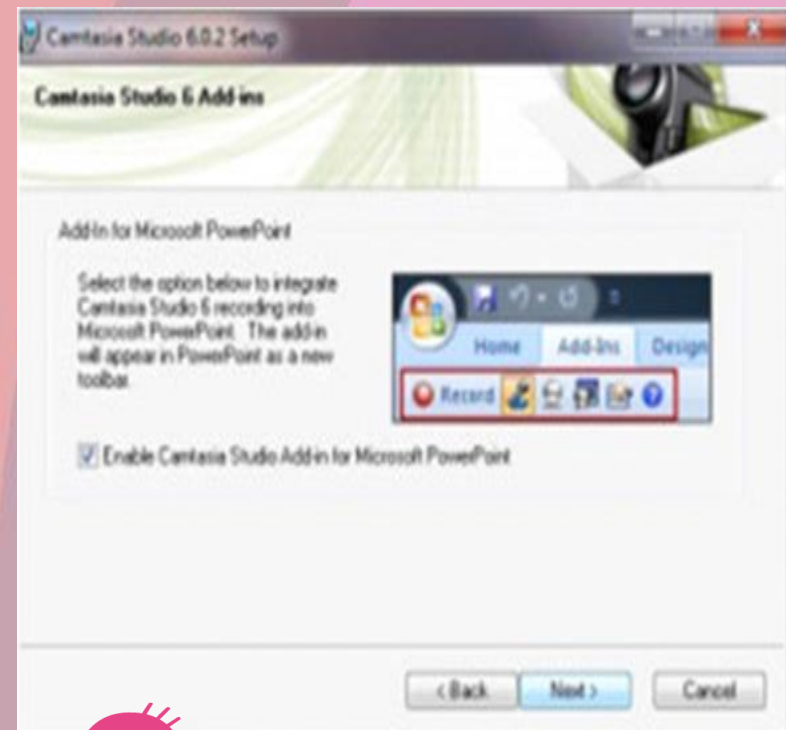 Camtasia Studio 6.0.2 Setup
Camtasia Studio 6 Add-ins
Add-In for Microsoft PowerPoint
Select the option below to integrate
Camtasia Studio 6 recording into
Microsoft PowerPoint. The add-in
will appear in PowerPoint as a new
toolbar.
Home Add-Ins Design
Record
Enable Camtasia Studio Add-in for Microsoft PowerPoint
< Back Next > Cancel